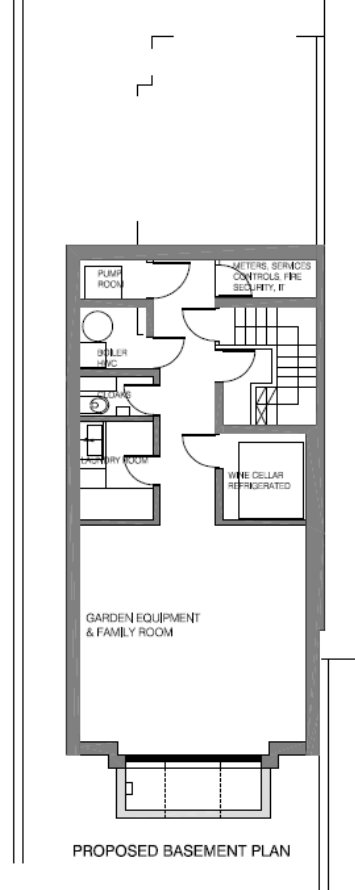 PUMP
ROOM
METERS, SERVICES
CONTROLS, FIRE
SECURITY, IT
BOILER
HWC
CLOAKS
LAUNDRY ROOM
WINE CELLAR
REFRIGERATED
GARDEN EQUIPMENT
& FAMILY ROOM
PROPOSED BASEMENT PLAN